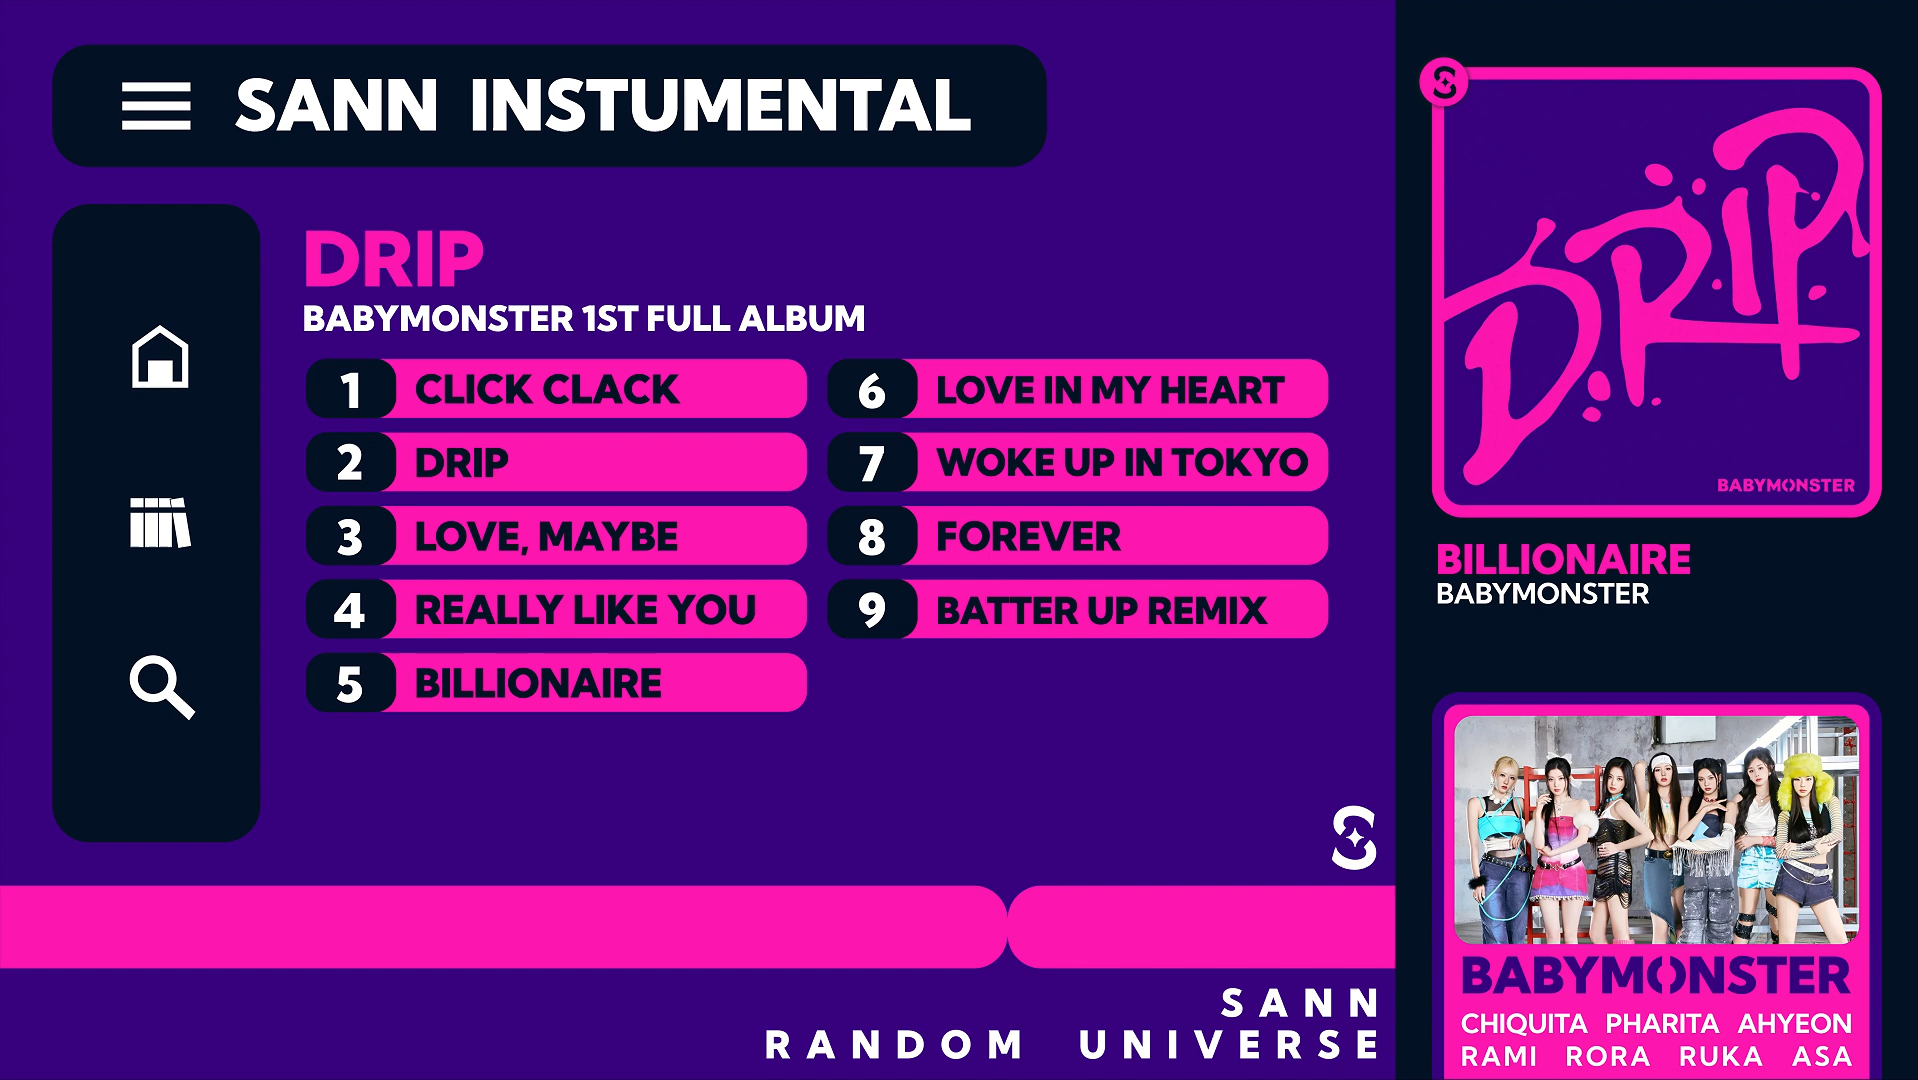 SANN INSTUMENTAL
DRIP
BABYMONSTER 1ST FULL ALBUM
1 CLICK CLACK
2 DRIP
3 LOVE, MAYBE
4 REALLY LIKE YOU
5 BILLIONAIRE
6 LOVE IN MY HEART
7 WOKE UP IN TOKYO
8 FOREVER
9 BATTER UP REMIX
S
SANN
RANDOM UNIVERSE
S
DRIP
BABYMONSTER
BILLIONAIRE
BABYMONSTER
BABYMONSTER
CHIQUITA PHARITA AHYEON
RAMI RORA RUKA ASA